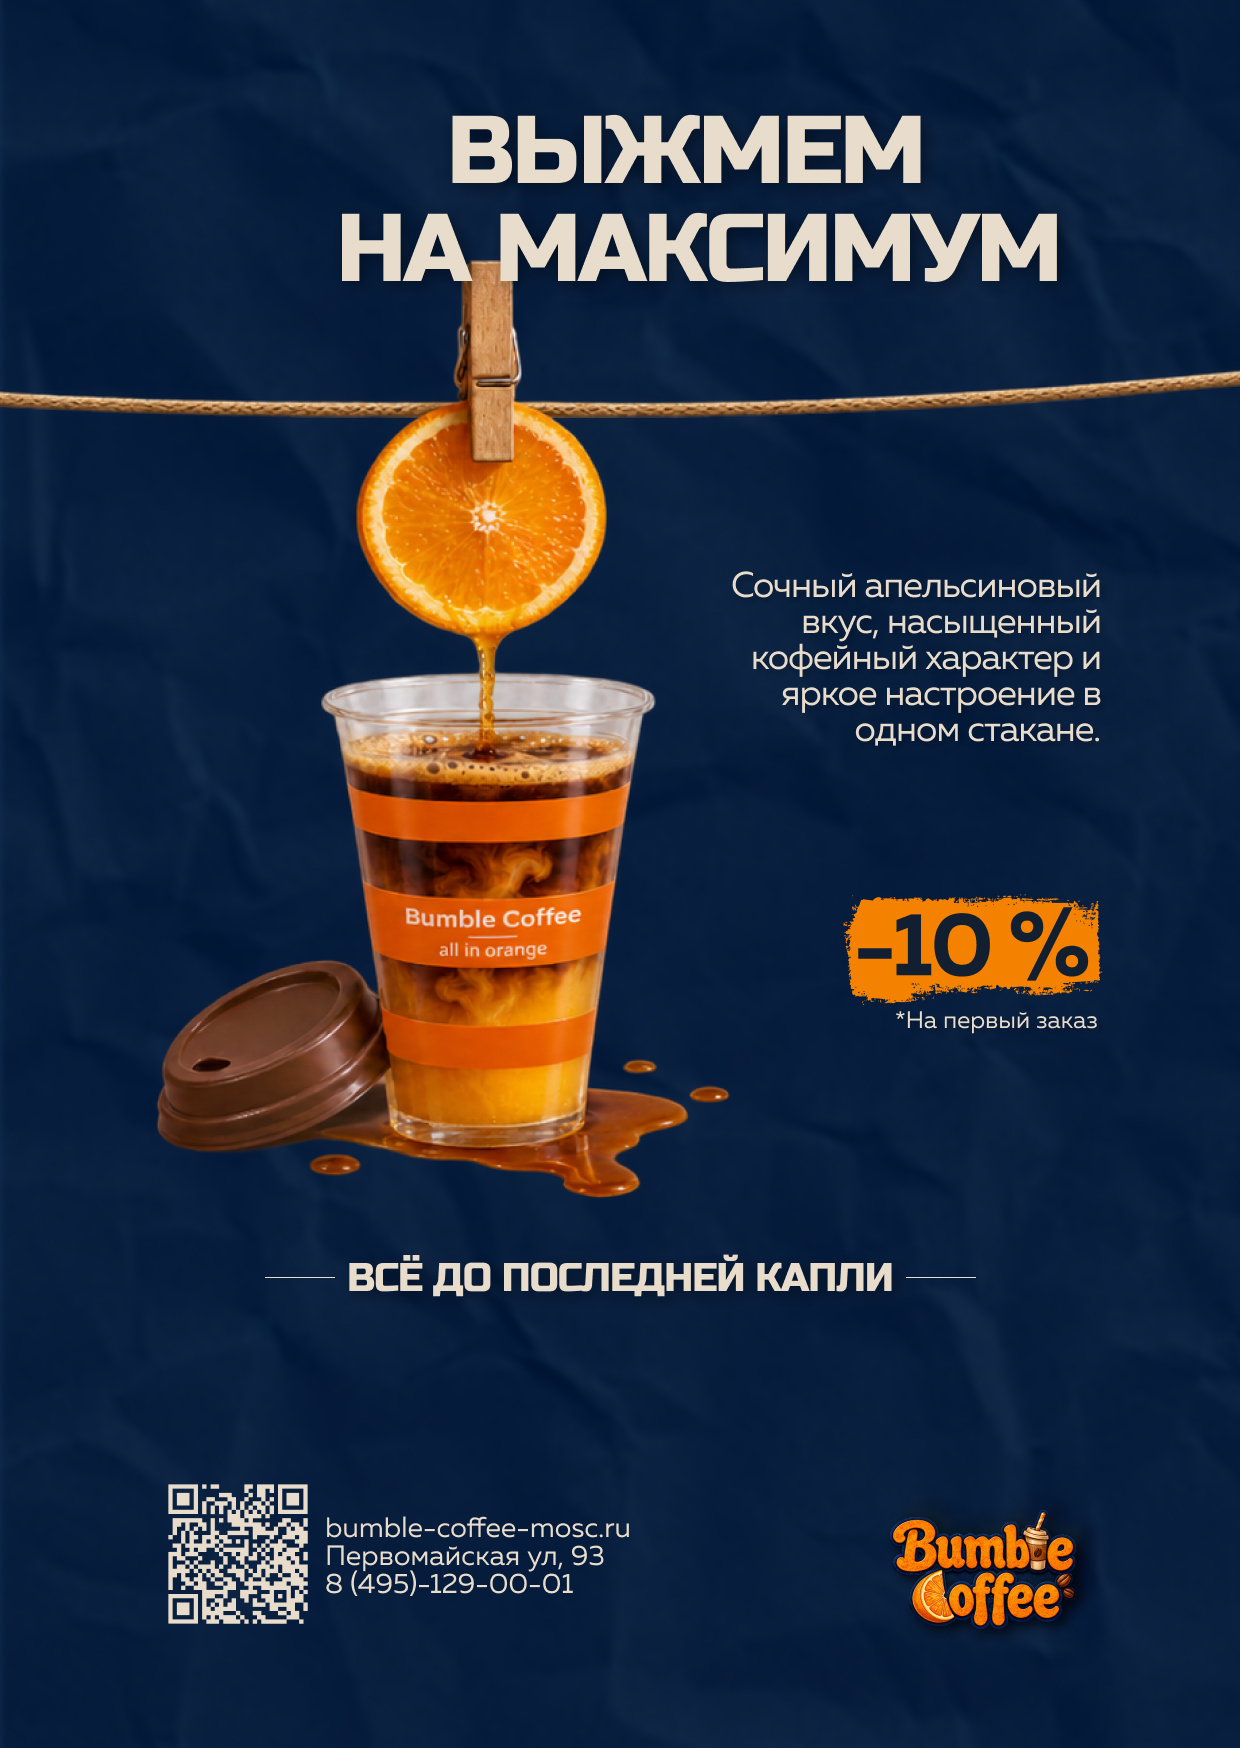 ВЫЖМЕМ
НА МАКСИМУМ
Сочный апельсиновый
вкус, насыщенный
кофейный характер и
яркое настроение в
одном стакане.
Bumble Coffee
all in orange
-10 %
*На первый заказ
ВСЁ ДО ПОСЛЕДНЕЙ КАПЛИ
bumble-coffee-mosc.ru
Первомайская ул, 93
8 (495)-129-00-01
Bumble
Coffee